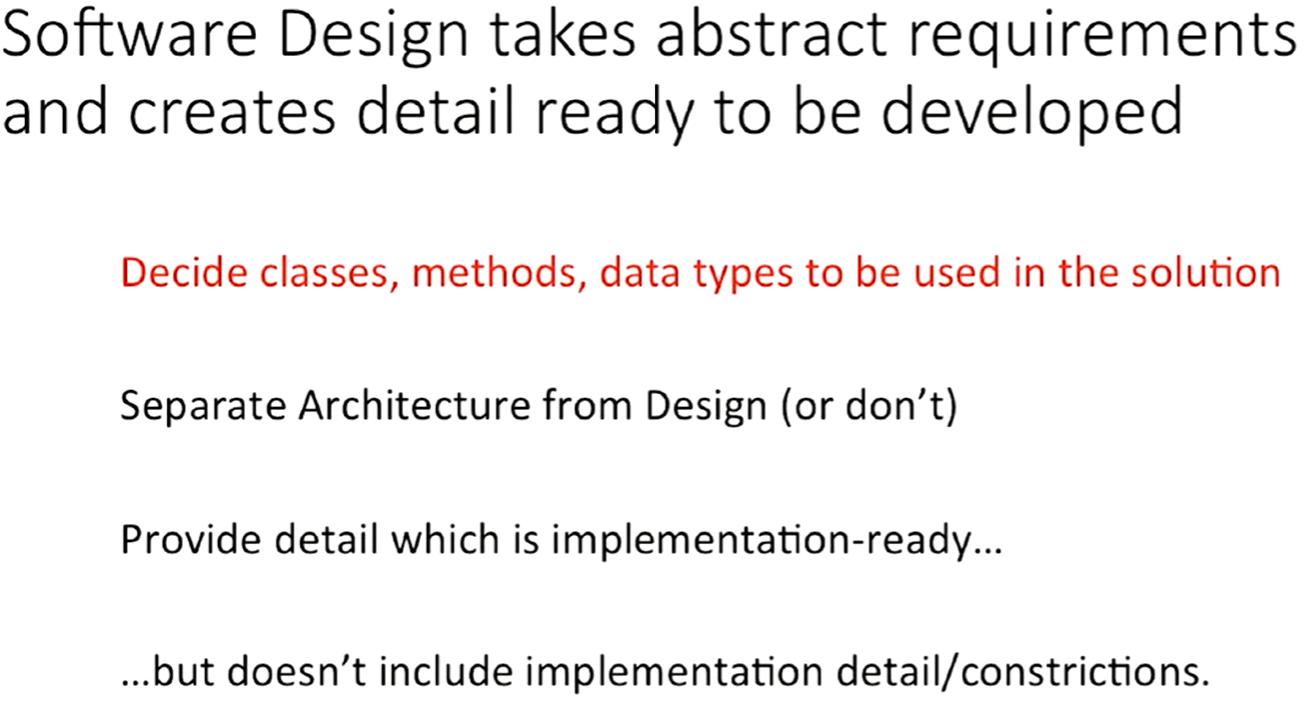 Software Design takes abstract requirements
and creates detail ready to be developed
Decide classes, methods, data types to be used in the solution
Separate Architecture from Design (or don’t)
Provide detail which is implementation-ready…
…but doesn’t include implementation detail/constrictions.